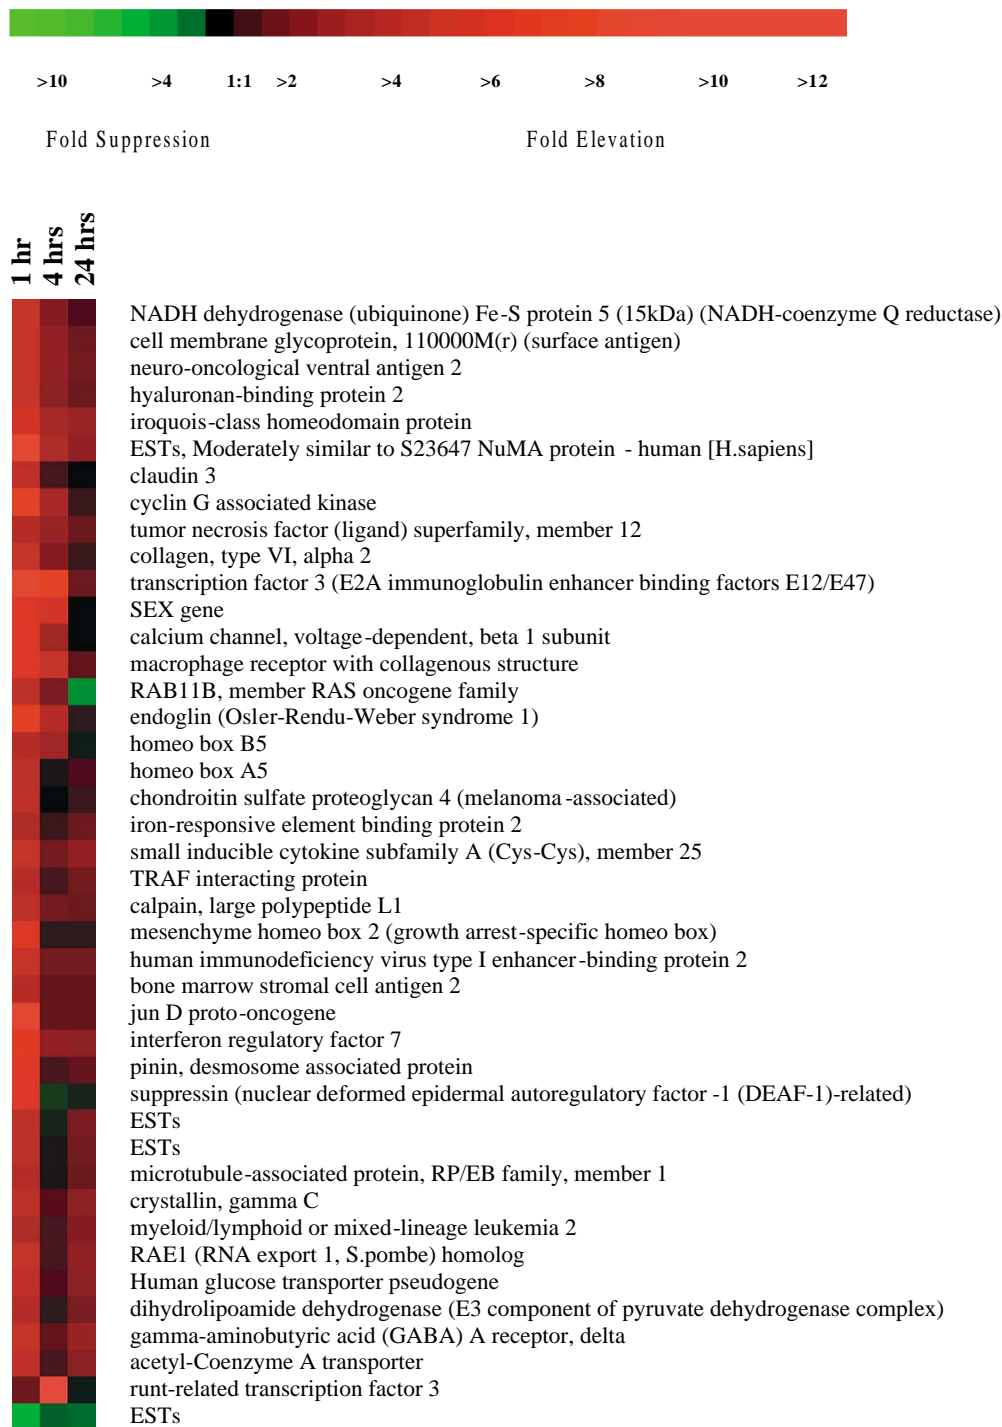 >10 >4 1:1 >2 >4 >6 >8 >10 >12
Fold Suppression Fold Elevation
1 hr
4 hrs
24 hrs
NADH dehydrogenase (ubiquinone) Fe-S protein 5 (15kDa) (NADH-coenzyme Q reductase)
cell membrane glycoprotein, 110000M(r) (surface antigen)
neuro-oncological ventral antigen 2
hyaluronan-binding protein 2
iroquois-class homeodomain protein
ESTs, Moderately similar to S23647 NuMA protein - human [H.sapiens]
claudin 3
cyclin G associated kinase
tumor necrosis factor (ligand) superfamily, member 12
collagen, type VI, alpha 2
transcription factor 3 (E2A immunoglobulin enhancer binding factors E12/E47)
SEX gene
calcium channel, voltage-dependent, beta 1 subunit
macrophage receptor with collagenous structure
RAB11B, member RAS oncogene family
endoglin (Osler-Rendu-Weber syndrome 1)
homeo box B5
homeo box A5
chondroitin sulfate proteoglycan 4 (melanoma-associated)
iron-responsive element binding protein 2
small inducible cytokine subfamily A (Cys-Cys), member 25
TRAF interacting protein
calpain, large polypeptide L1
mesenchyme homeo box 2 (growth arrest-specific homeo box)
human immunodeficiency virus type I enhancer-binding protein 2
bone marrow stromal cell antigen 2
jun D proto-oncogene
interferon regulatory factor 7
pinin, desmosome associated protein
suppressin (nuclear deformed epidermal autoregulatory factor -1 (DEAF-1)-related)
ESTs
ESTs
microtubule-associated protein, RP/EB family, member 1
crystallin, gamma C
myeloid/lymphoid or mixed-lineage leukemia 2
RAE1 (RNA export 1, S.pombe) homolog
Human glucose transporter pseudogene
dihydrolipoamide dehydrogenase (E3 component of pyruvate dehydrogenase complex)
gamma-aminobutyric acid (GABA) A receptor, delta
acetyl-Coenzyme A transporter
runt-related transcription factor 3
ESTs